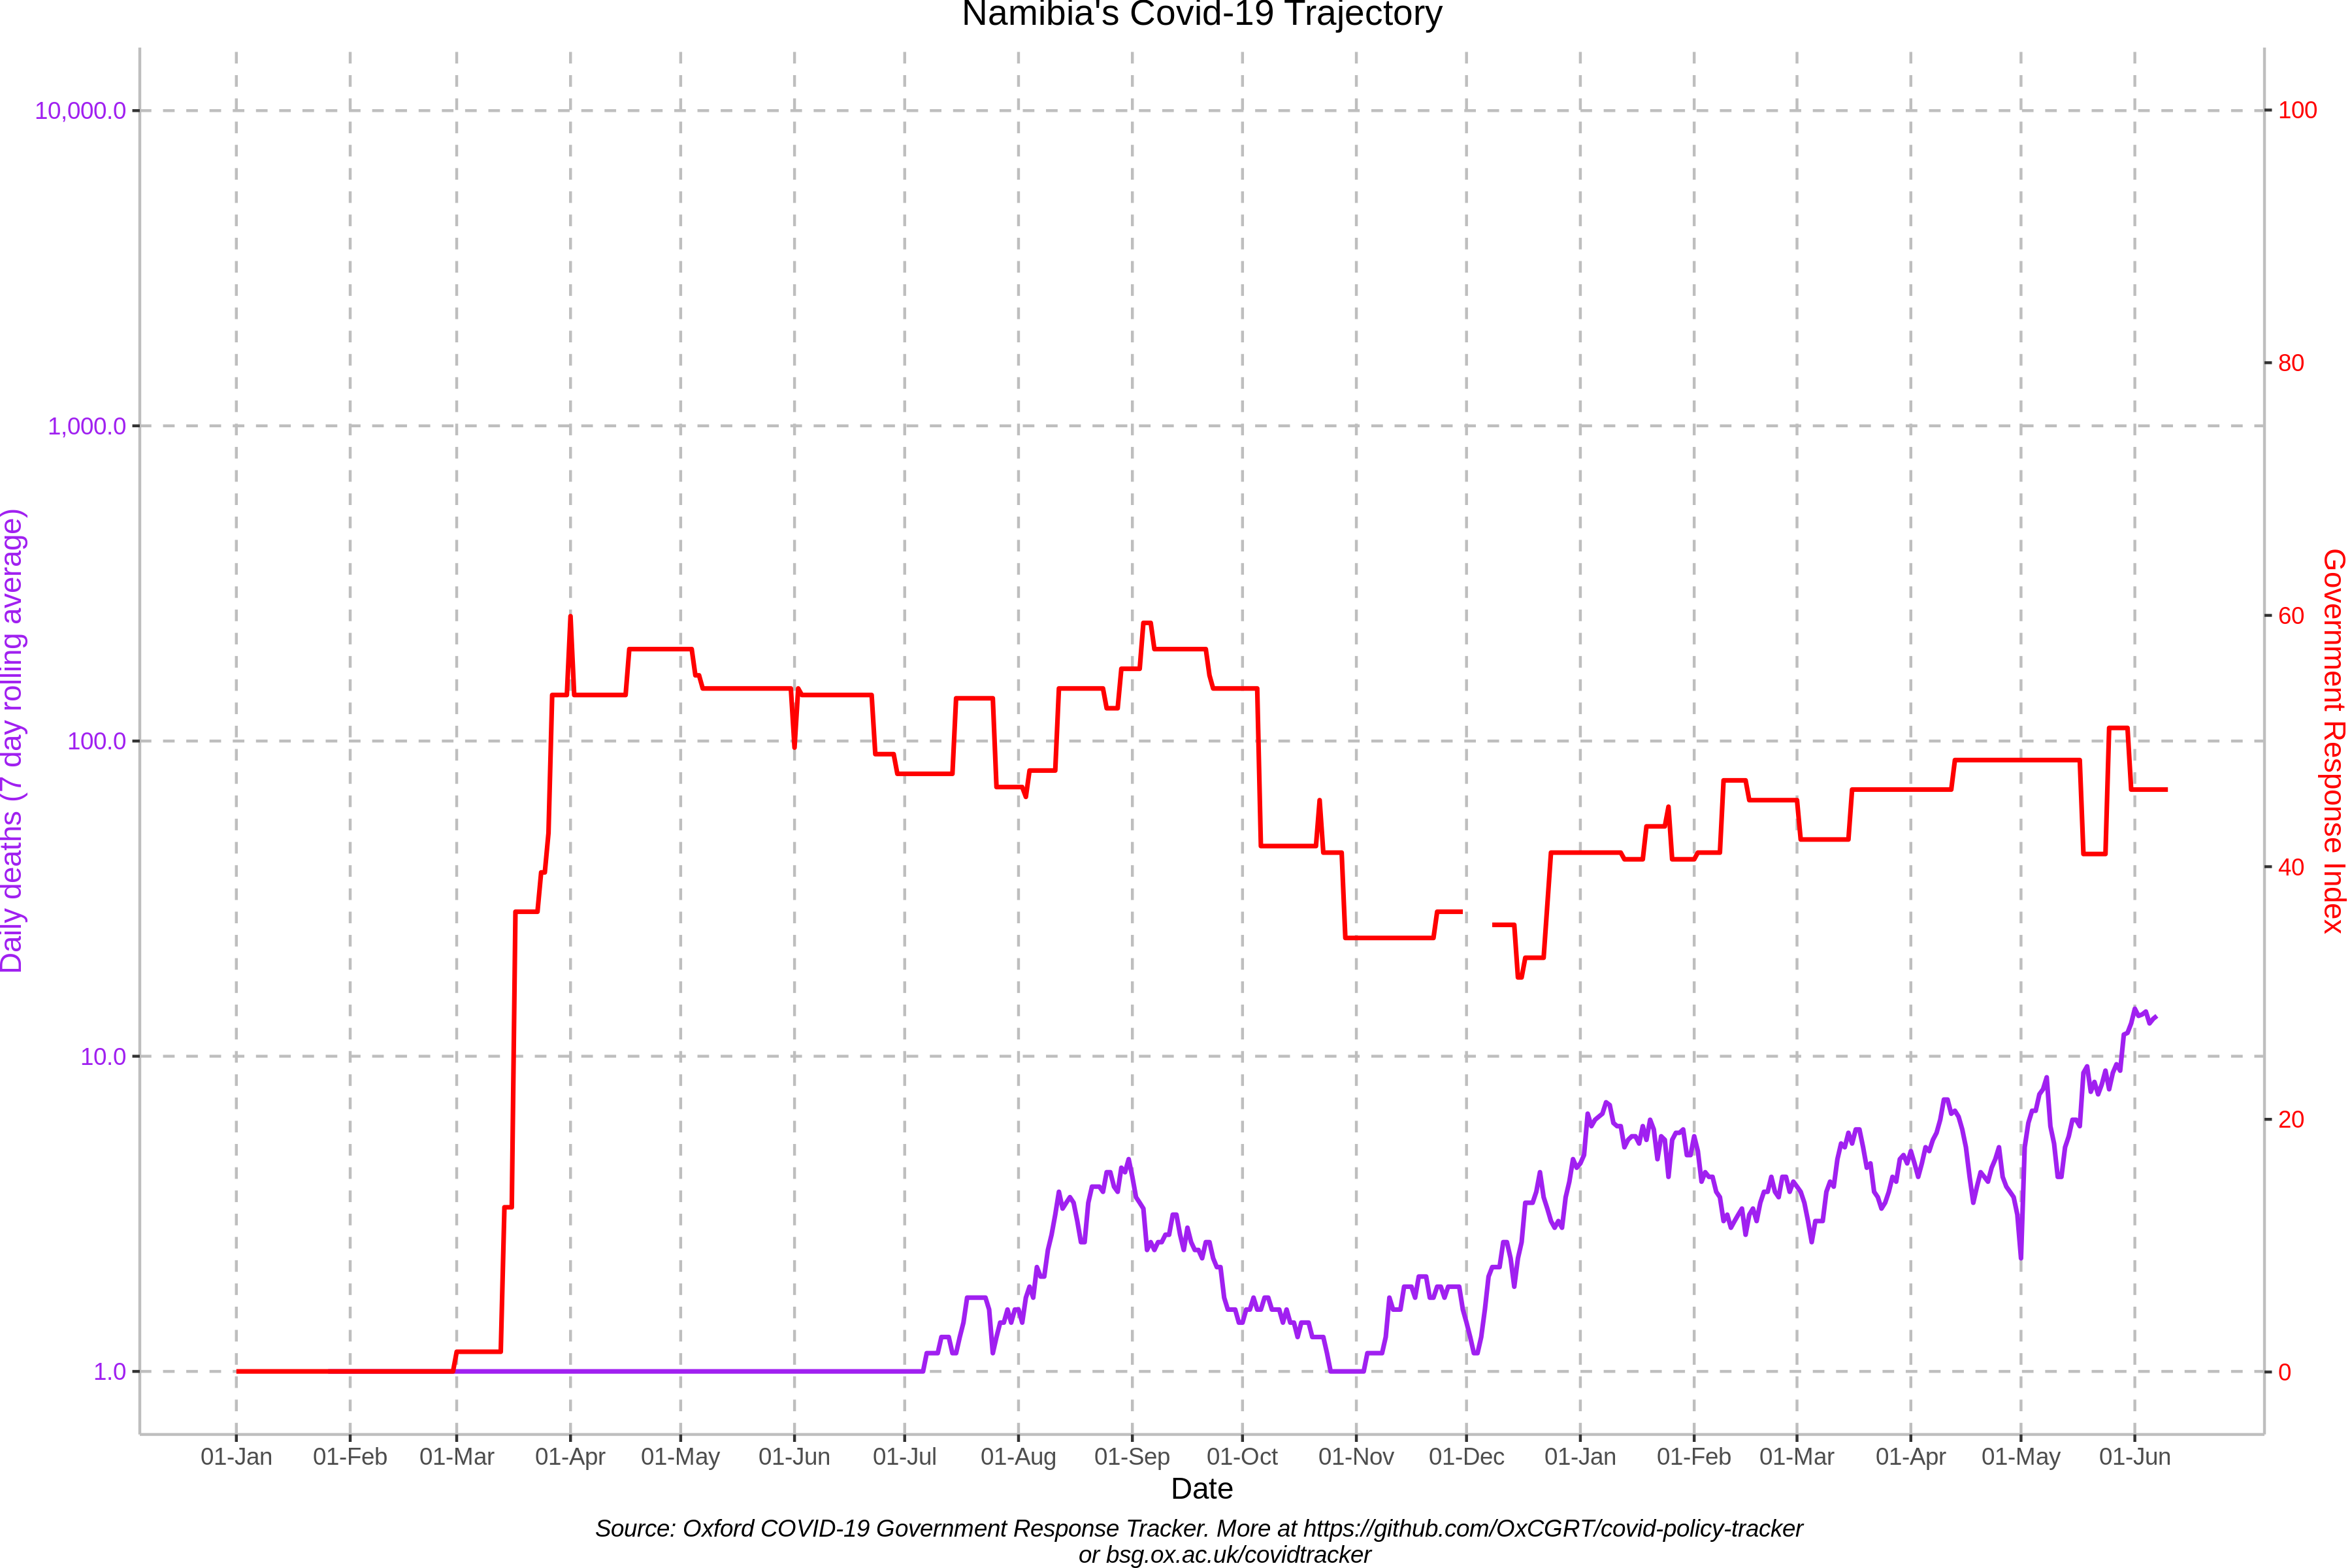 Namibia's Covid-19 Trajectory
10,000.0
1,000.0
100.0
10.0
1.0
Daily deaths (7 day rolling average)
100
80
60
40
20
0
Government Response Index
01-Jan 01-Feb 01-Mar 01-Apr 01-May 01-Jun 01-Jul 01-Aug 01-Sep 01-Oct 01-Nov 01-Dec 01-Jan 01-Feb 01-Mar 01-Apr 01-May 01-Jun
Date
Source: Oxford COVID-19 Government Response Tracker. More at https://github.com/OxCGRT/covid-policy-tracker
or bsg.ox.ac.uk/covidtracker